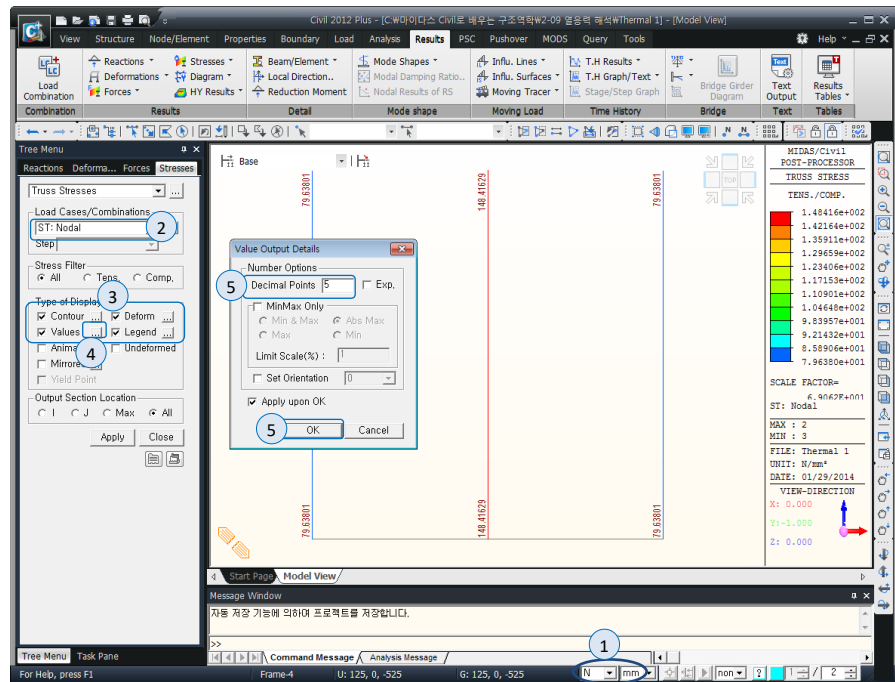 Civil 2012 Plus - [C:₩마이다스 Civil로 배우는 구조역학₩2-09 열응력 해석₩Thermal 1] - [Model View]
View Structure Node/Element Properties Boundary Load Analysis Results PSC Pushover MODS Query Tools Help
Load Combination
Reactions
Deformations
Forces
Stresses
Diagram
HY Results
Beam/Element
Local Direction..
Reduction Moment
Mode Shapes
Modal Damping Ratio..
Nodal Results of RS
Influ. Lines
Influ. Surfaces
Moving Tracer
T.H Results
T.H Graph/Text
Stage/Step Graph
Bridge Girder Diagram
Text Output
Results Tables
Combination Results Detail Mode shape Moving Load Time History Bridge Text Tables
Tree Menu
Reactions Deforma... Forces Stresses
Truss Stresses ...
Load Cases/Combinations
ST: Nodal
2
Step
Stress Filter
All Tens. Comp.
Type of Display
3
Contour ... Deform ...
Values ... Legend ...
4
Undeformed
Yield Point
Output Section Location
I J Max All
Apply Close
Base
79.63801
148.41629
79.63801
TOP
Value Output Details
Number Options
5
Decimal Points 5 Exp.
MinMax Only
Min & Max Abs Max
Max Min
Limit Scale(%) : 1
Set Orientation 0
Apply upon OK
5
OK Cancel
79.63801
148.41629
79.63801
MIDAS/Civil
POST-PROCESSOR
TRUSS STRESS
TENS./COMP.
1.48416e+002
1.42164e+002
1.35911e+002
1.29659e+002
1.23406e+002
1.17153e+002
1.10901e+002
1.04648e+002
9.83957e+001
9.21432e+001
8.58906e+001
7.96380e+001
SCALE FACTOR=
6.9062E+001
ST: Nodal
MAX : 2
MIN : 3
FILE: Thermal 1
UNIT: N/mm²
DATE: 01/29/2014
VIEW-DIRECTION
X: 0.000
Y:-1.000
Z: 0.000
Start Page Model View
Message Window
자동 저장 기능에 의하여 프로젝트를 저장합니다.
>>
1
Command Message Analysis Message
Tree Menu Task Pane
For Help, press F1 Frame-4 U: 125, 0, -525 G: 125, 0, -525 N mm non 1 / 2